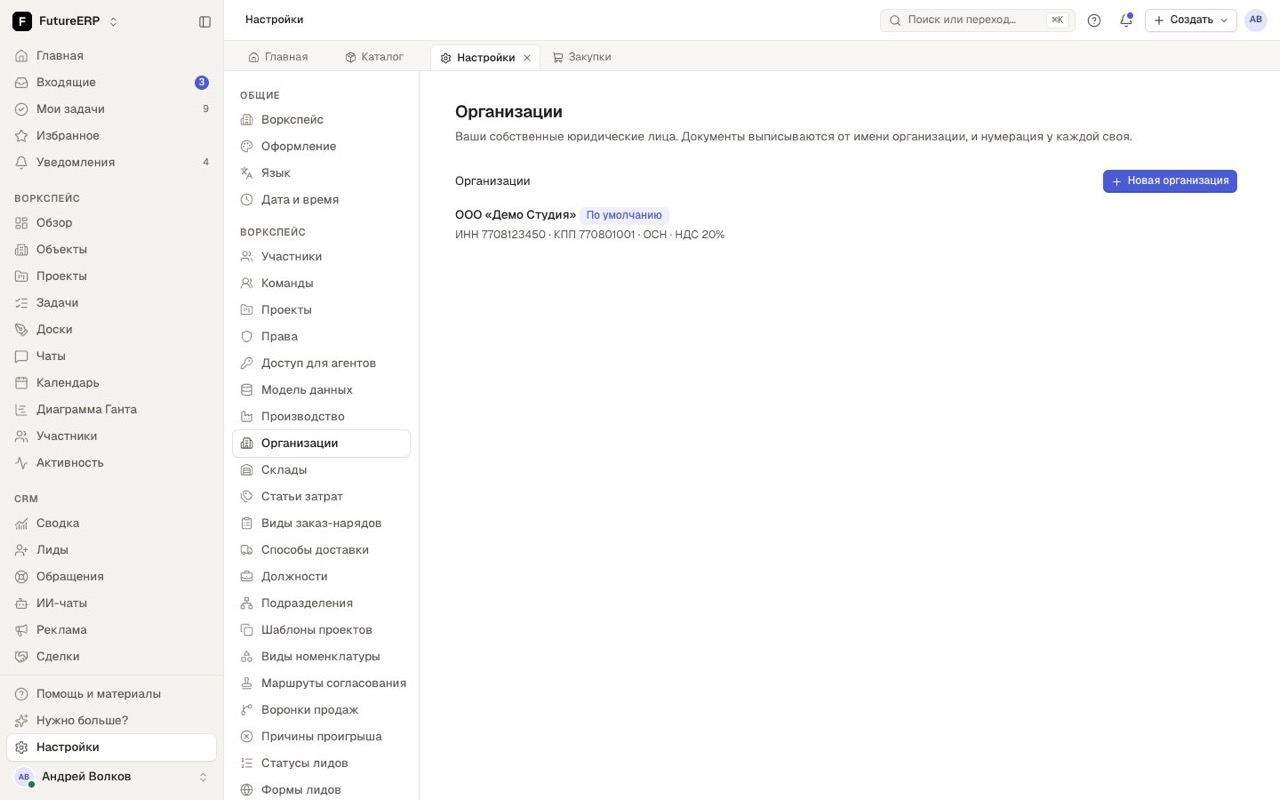 F FutureERP
Главная
Входящие 3
Мои задачи 9
Избранное
Уведомления 4
ВОРКСПЕЙС
Обзор
Объекты
Проекты
Задачи
Доски
Чаты
Календарь
Диаграмма Ганта
Участники
Активность
CRM
Сводка
Лиды
Обращения
ИИ-чаты
Реклама
Сделки
Помощь и материалы
Нужно больше?
Настройки
АВ Андрей Волков
Настройки
Поиск или переход… ⌘K
Создать
АВ
Главная
Каталог
Настройки
Закупки
ОБЩИЕ
Воркспейс
Оформление
Язык
Дата и время
ВОРКСПЕЙС
Участники
Команды
Проекты
Права
Доступ для агентов
Модель данных
Производство
Организации
Склады
Статьи затрат
Виды заказ-нарядов
Способы доставки
Должности
Подразделения
Шаблоны проектов
Виды номенклатуры
Маршруты согласования
Воронки продаж
Причины проигрыша
Статусы лидов
Формы лидов
Организации
Ваши собственные юридические лица. Документы выписываются от имени организации, и нумерация у каждой своя.
Организации
Новая организация
ООО «Демо Студия» По умолчанию
ИНН 7708123450 · КПП 770801001 · ОСН · НДС 20%